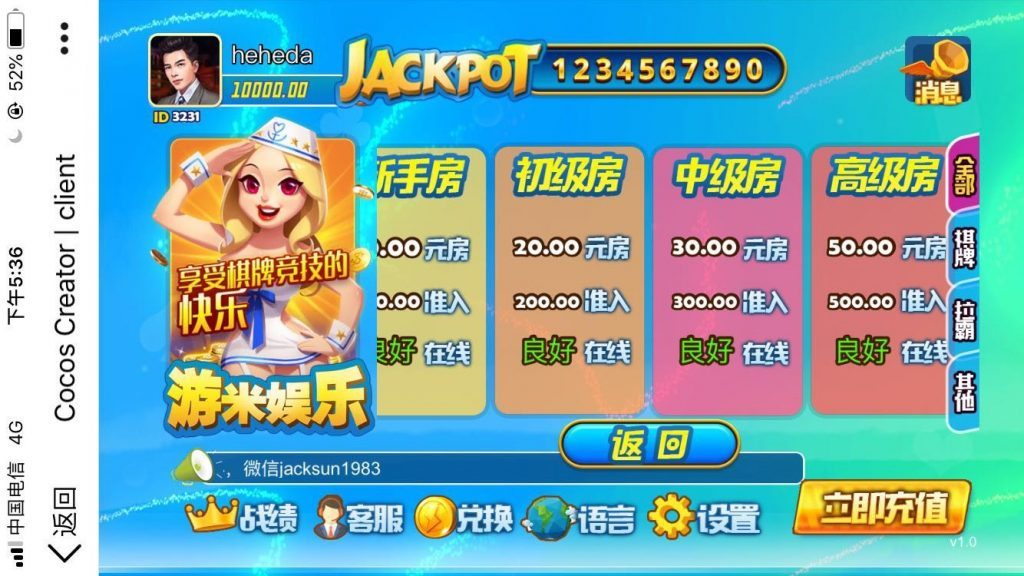 中国电信 4G
下午5:36
52%
返回
Cocos Creator | client
heheda
10000.00
ID 3231
JACKPOT
1234567890
消息
享受棋牌竞技的
快乐
游米娱乐
新手房
0.00 元房
0.00 准入
良好 在线
初级房
20.00 元房
200.00 准入
良好 在线
中级房
30.00 元房
300.00 准入
良好 在线
高级房
50.00 元房
500.00 准入
良好 在线
全部
棋牌
拉霸
其他
返回
，微信jacksun1983
战绩
客服
兑换
语言
设置
立即充值
v1.0